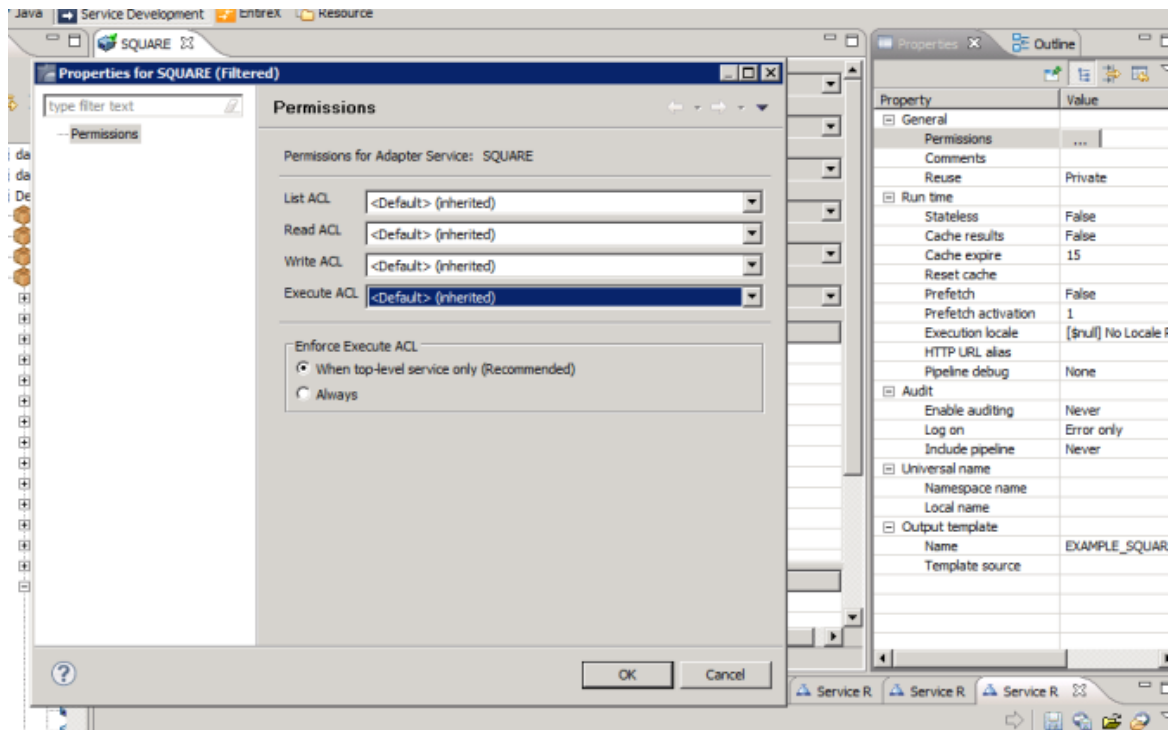 Java Service Development EntireX Resource
SQUARE
Properties for SQUARE (Filtered)
type filter text
Permissions
Permissions
Permissions for Adapter Service: SQUARE
List ACL <Default> (inherited)
Read ACL <Default> (inherited)
Write ACL <Default> (inherited)
Execute ACL <Default> (inherited)
Enforce Execute ACL
When top-level service only (Recommended)
Always
? OK Cancel
da
da
De
Properties Outline
Property Value
General
Permissions ...
Comments
Reuse Private
Run time
Stateless False
Cache results False
Cache expire 15
Reset cache
Prefetch False
Prefetch activation 1
Execution locale [$null] No Locale
HTTP URL alias
Pipeline debug None
Audit
Enable auditing Never
Log on Error only
Include pipeline Never
Universal name
Namespace name
Local name
Output template
Name EXAMPLE_SQUAR
Template source
Service R Service R Service R